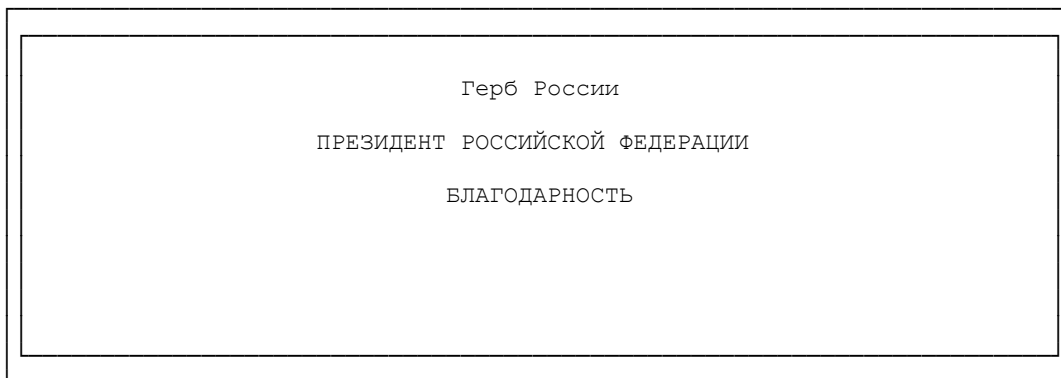 Герб России
ПРЕЗИДЕНТ РОССИЙСКОЙ ФЕДЕРАЦИИ
БЛАГОДАРНОСТЬ